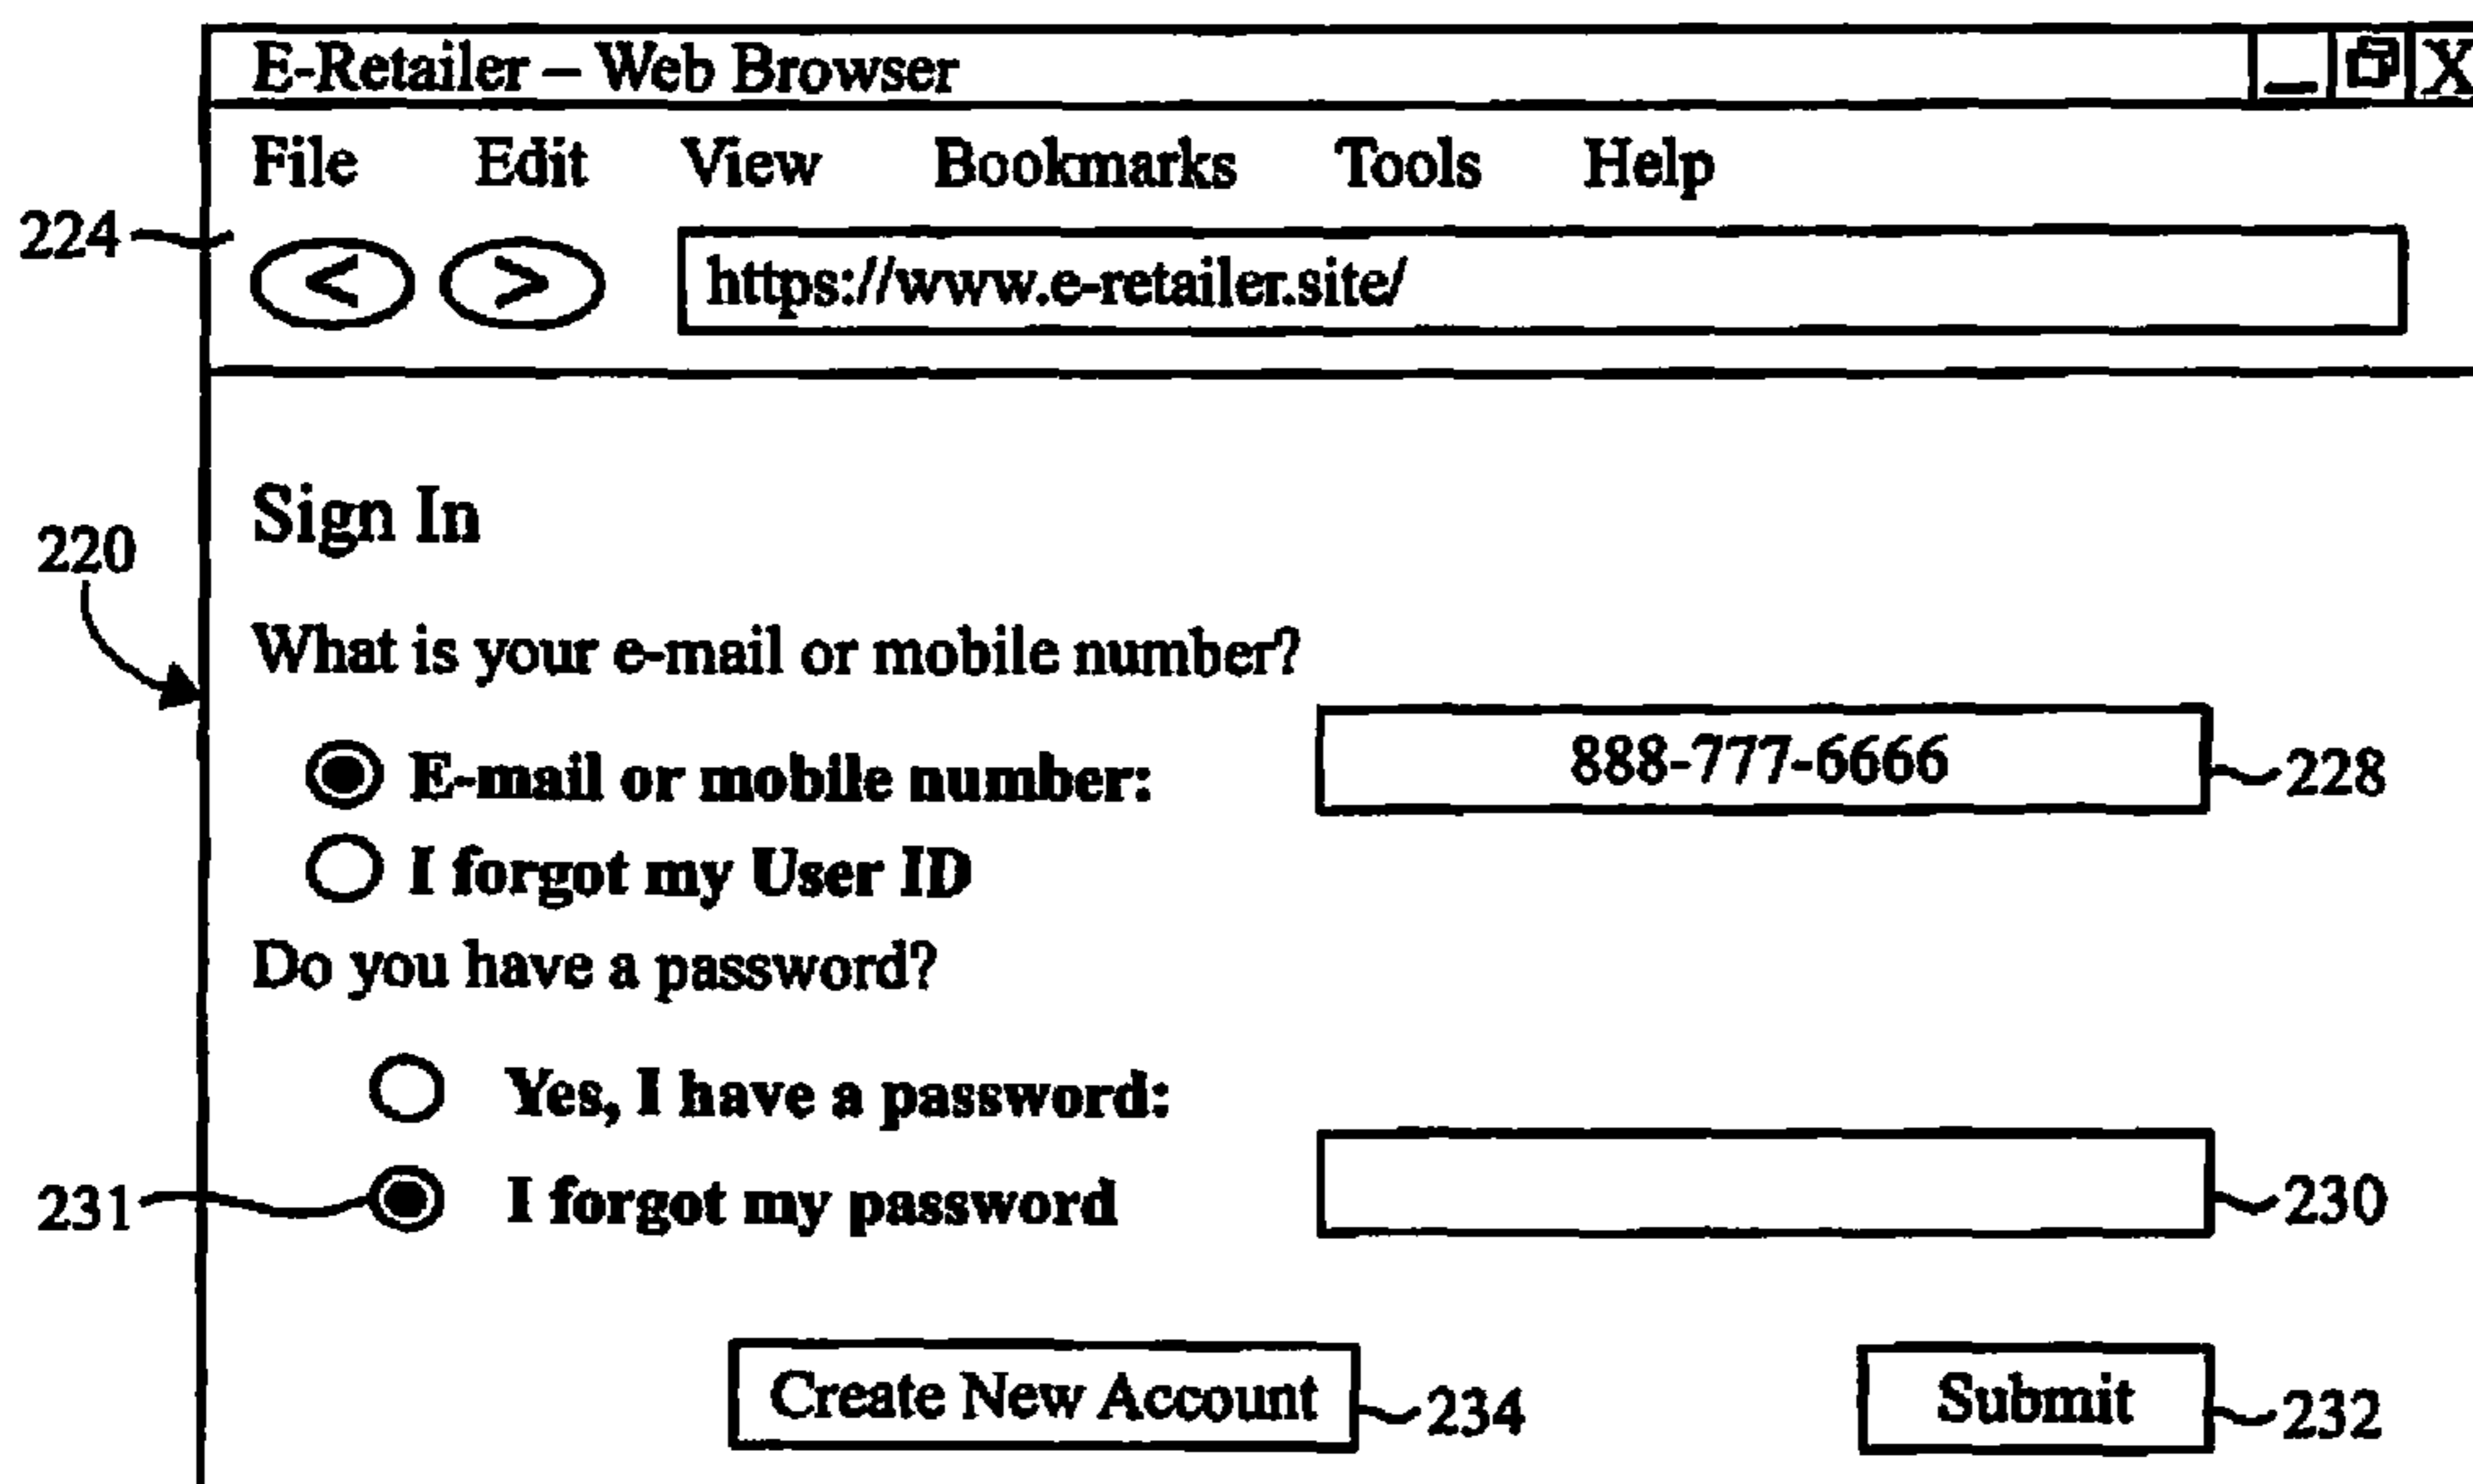 E-Retailer – Web Browser _ X
File Edit View Bookmarks Tools Help
224
< > https://www.e-retailer.site/
Sign In
220
What is your e-mail or mobile number?
E-mail or mobile number: 888-777-6666 228
I forgot my User ID
Do you have a password?
Yes, I have a password:
231 I forgot my password 230
Create New Account 234 Submit 232